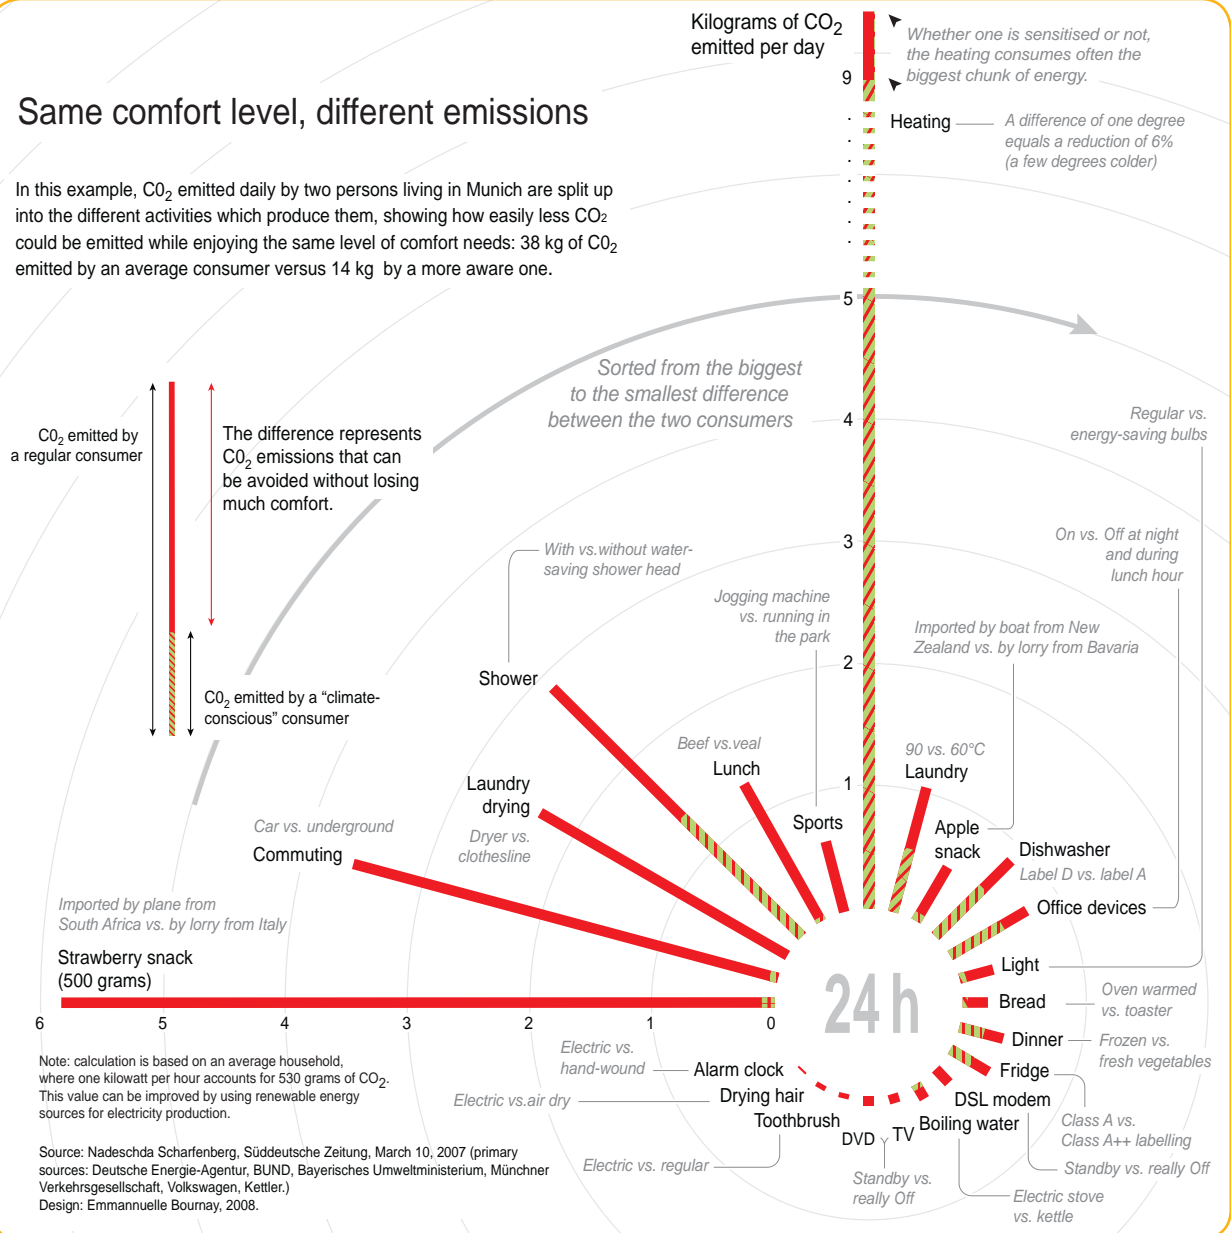 Kilograms of CO2
emitted per day
Whether one is sensitised or not,
the heating consumes often the
biggest chunk of energy.
9
Same comfort level, different emissions
Heating
A difference of one degree
equals a reduction of 6%
(a few degrees colder)
In this example, C02 emitted daily by two persons living in Munich are split up
into the different activities which produce them, showing how easily less CO2
could be emitted while enjoying the same level of comfort needs: 38 kg of C02
emitted by an average consumer versus 14 kg by a more aware one.
5
Sorted from the biggest
to the smallest difference
between the two consumers
4
3
2
1
C02 emitted by
a regular consumer
The difference represents
C02 emissions that can
be avoided without losing
much comfort.
C02 emitted by a “climate-
conscious” consumer
Regular vs.
energy-saving bulbs
On vs. Off at night
and during
lunch hour
With vs.without water-
saving shower head
Shower
Jogging machine
vs. running in
the park
Sports
Imported by boat from New
Zealand vs. by lorry from Bavaria
Apple
snack
Beef vs.veal
Lunch
90 vs. 60°C
Laundry
Laundry
drying
Dryer vs.
clothesline
Car vs. underground
Commuting
Dishwasher
Label D vs. label A
Office devices
Imported by plane from
South Africa vs. by lorry from Italy
Strawberry snack
(500 grams)
6 5 4 3 2 1 0
24 h
Light
Bread
Oven warmed
vs. toaster
Dinner
Frozen vs.
fresh vegetables
Fridge
Class A vs.
Class A++ labelling
DSL modem
Standby vs. really Off
Boiling water
Electric stove
vs. kettle
TV
DVD
Standby vs.
really Off
Toothbrush
Electric vs. regular
Drying hair
Electric vs.air dry
Alarm clock
Electric vs.
hand-wound
Note: calculation is based on an average household,
where one kilowatt per hour accounts for 530 grams of CO2.
This value can be improved by using renewable energy
sources for electricity production.
Source: Nadeschda Scharfenberg, Süddeutsche Zeitung, March 10, 2007 (primary
sources: Deutsche Energie-Agentur, BUND, Bayerisches Umweltministerium, Münchner
Verkehrsgesellschaft, Volkswagen, Kettler.)
Design: Emmannuelle Bournay, 2008.